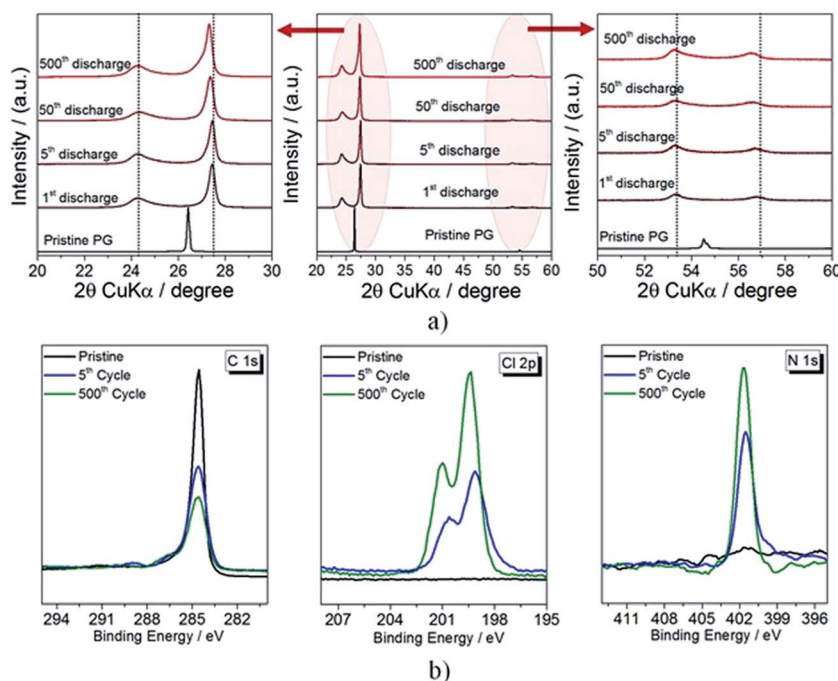 Intensity / (a.u.)
500th discharge
50th discharge
5th discharge
1st discharge
Pristine PG
20 22 24 26 28 30
2θ CuKα / degree
Intensity / (a.u.)
500th discharge
50th discharge
5th discharge
1st discharge
Pristine PG
20 25 30 35 40 45 50 55 60
2θ CuKα / degree
Intensity / (a.u.)
500th discharge
50th discharge
5th discharge
1st discharge
Pristine PG
50 52 54 56 58 60
2θ CuKα / degree
a)
Pristine
5th Cycle
500th Cycle
C 1s
294 291 288 285 282
Binding Energy / eV
Pristine
5th Cycle
500th Cycle
Cl 2p
207 204 201 198 195
Binding Energy / eV
Pristine
5th Cycle
500th Cycle
N 1s
411 408 405 402 399 396
Binding Energy / eV
b)